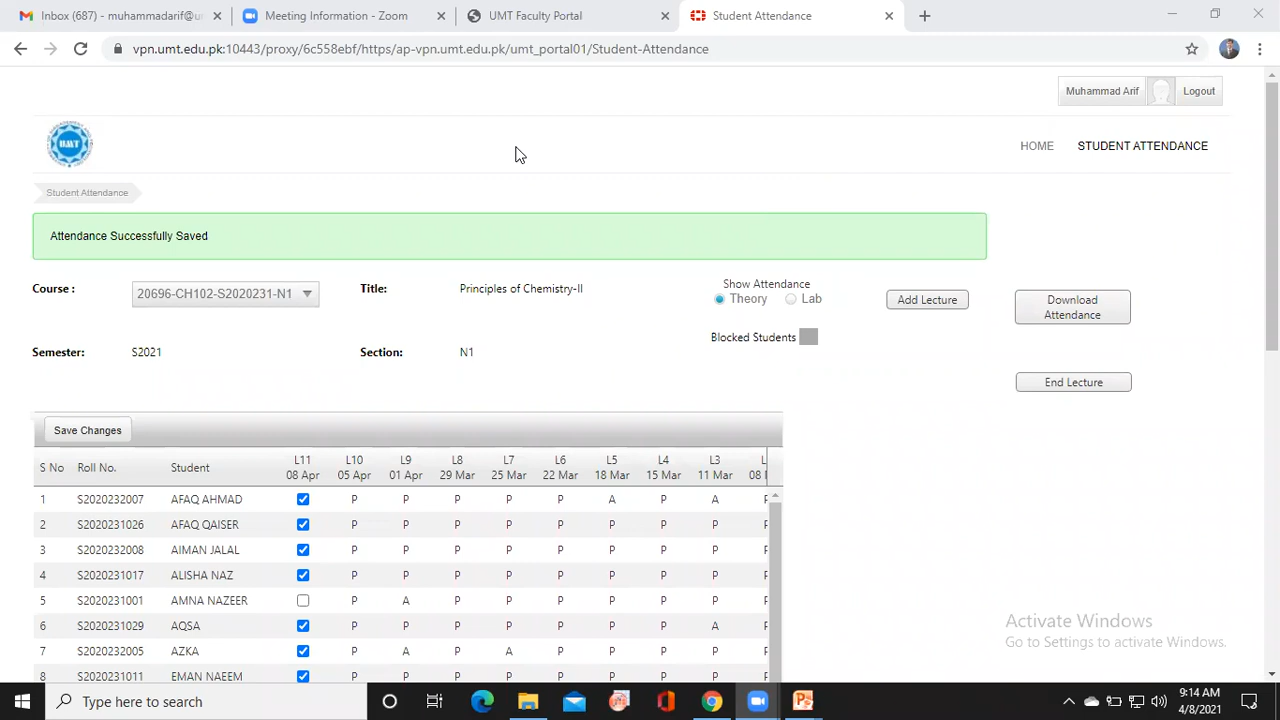 Inbox (687) - muhammadarif@u
Meeting Information - Zoom
UMT Faculty Portal
Student Attendance
vpn.umt.edu.pk:10443/proxy/6c558ebf/https/ap-vpn.umt.edu.pk/umt_portal01/Student-Attendance
Muhammad Arif Logout
UMT
HOME STUDENT ATTENDANCE
Student Attendance
Attendance Successfully Saved
Course : 20696-CH102-S2020231-N1 Title: Principles of Chemistry-II
Show Attendance
Theory Lab
Add Lecture
Download
Attendance
Blocked Students
Semester: S2021 Section: N1
End Lecture
Save Changes
S No Roll No. Student L11 L10 L9 L8 L7 L6 L5 L4 L3
08 Apr 05 Apr 01 Apr 29 Mar 25 Mar 22 Mar 18 Mar 15 Mar 11 Mar 08
1 S2020232007 AFAQ AHMAD P P P P P A P A
2 S2020231026 AFAQ QAISER P P P P P P P P
3 S2020232008 AIMAN JALAL P P P P P P P P
4 S2020231017 ALISHA NAZ P P P P P P P P
5 S2020231001 AMNA NAZEER P A P P P P P P
6 S2020231029 AQSA P P P P P P P A
7 S2020232005 AZKA P A P A P P P P
8 S2020231011 EMAN NAEEM P P P P P P P P
Activate Windows
Go to Settings to activate Windows.
Type here to search
9:14 AM
4/8/2021